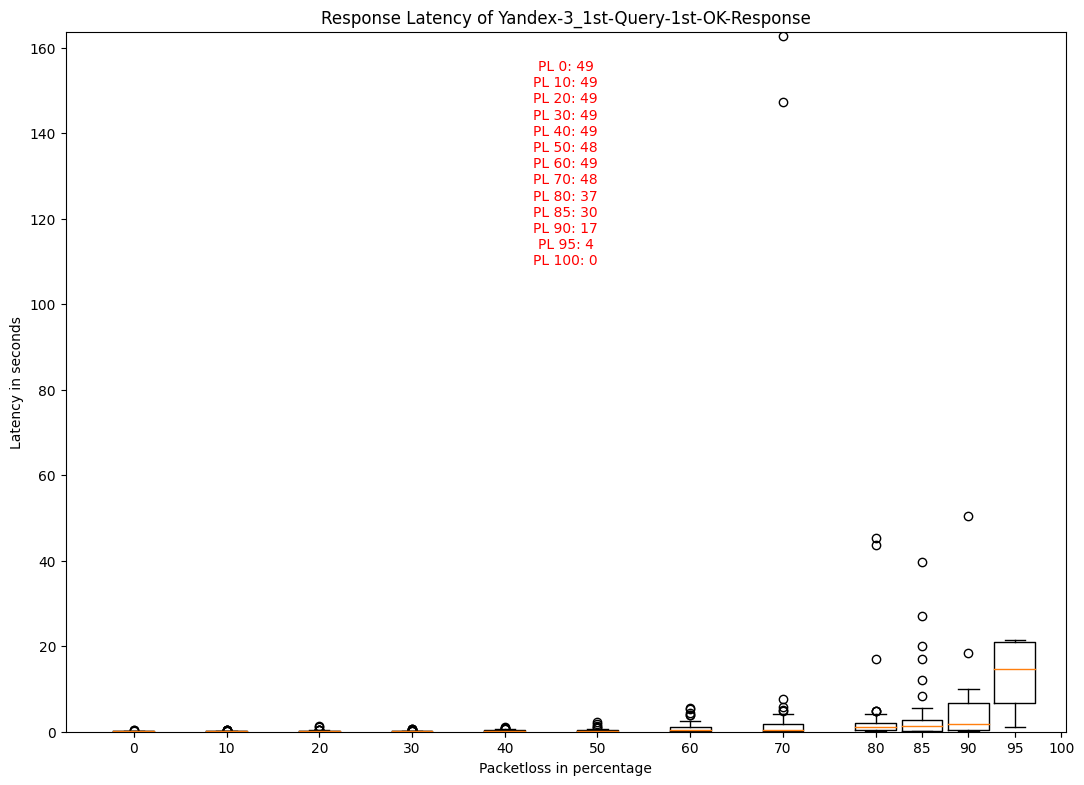 Response Latency of Yandex-3_1st-Query-1st-OK-Response
160
140
120
100
80
60
40
20
0
Latency in seconds
PL 0: 49
PL 10: 49
PL 20: 49
PL 30: 49
PL 40: 49
PL 50: 48
PL 60: 49
PL 70: 48
PL 80: 37
PL 85: 30
PL 90: 17
PL 95: 4
PL 100: 0
0 10 20 30 40 50 60 70 80 85 90 95 100
Packetloss in percentage